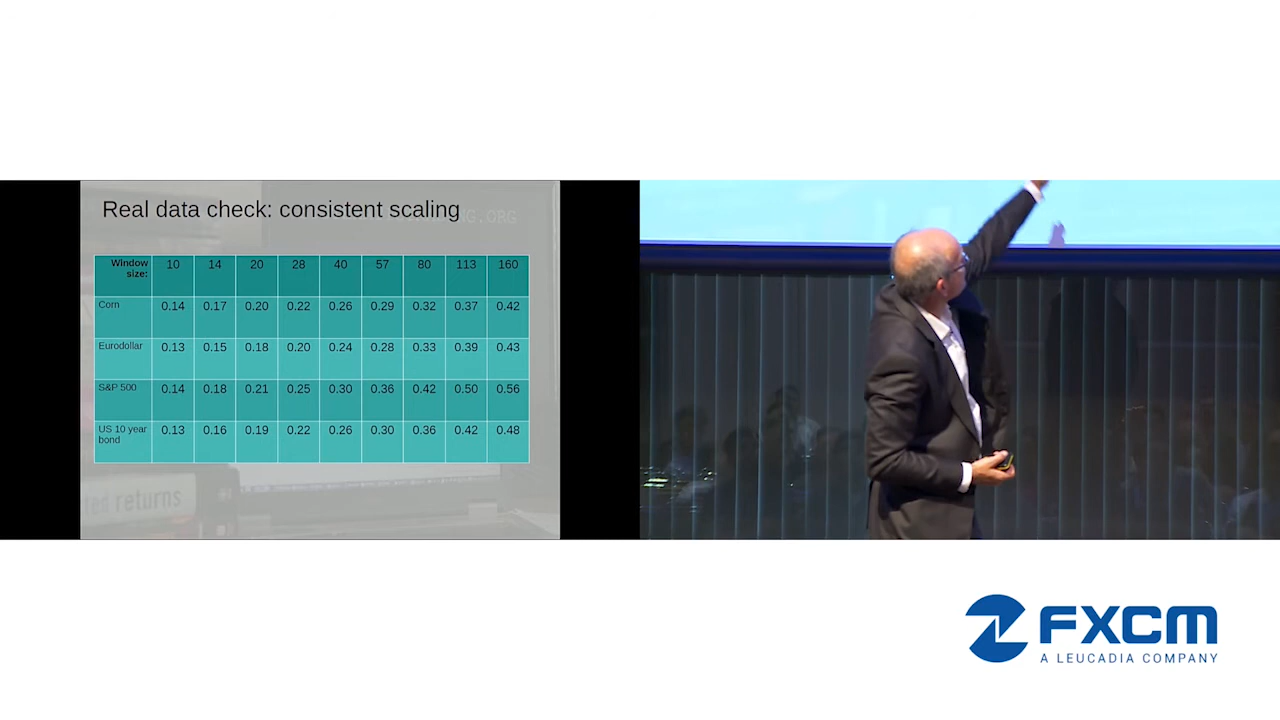 Real data check: consistent scaling
Window size: 10 14 20 28 40 57 80 113 160
Corn 0.14 0.17 0.20 0.22 0.26 0.29 0.32 0.37 0.42
Eurodollar 0.13 0.15 0.18 0.20 0.24 0.28 0.33 0.39 0.43
S&P 500 0.14 0.18 0.21 0.25 0.30 0.36 0.42 0.50 0.56
US 10 year bond 0.13 0.16 0.19 0.22 0.26 0.30 0.36 0.42 0.48
returns
FXCM
A LEUCADIA COMPANY